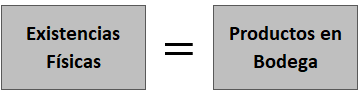 Existencias
Físicas
=
Productos en
Bodega